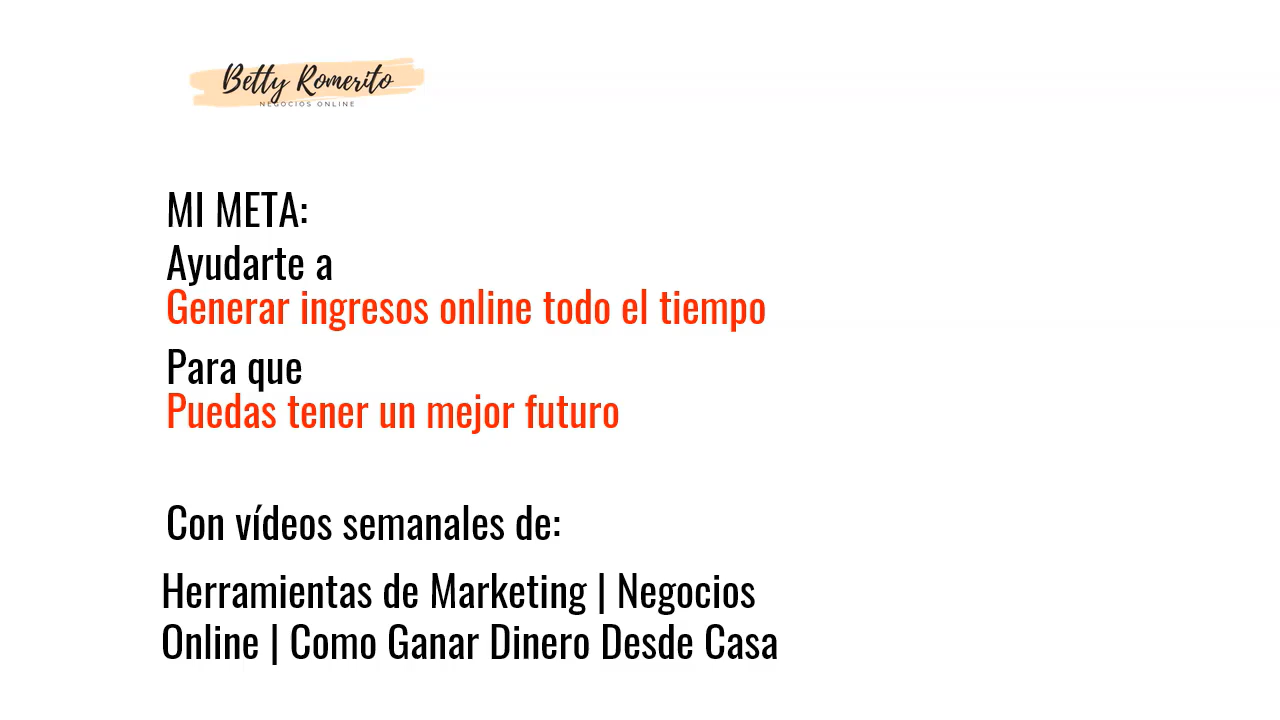 Betty Romerito
NEGOCIOS ONLINE
MI META:
Ayudarte a
Generar ingresos online todo el tiempo
Para que
Puedas tener un mejor futuro
Con vídeos semanales de:
Herramientas de Marketing | Negocios
Online | Como Ganar Dinero Desde Casa